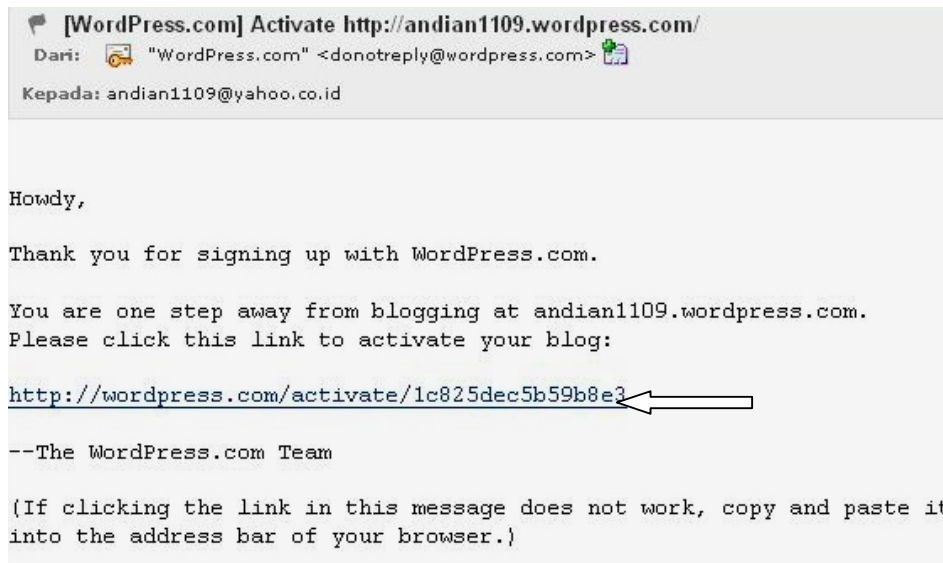 [WordPress.com] Activate http://andian1109.wordpress.com/
Dari: "WordPress.com" <donotreply@wordpress.com>
Kepada: andian1109@yahoo.co.id
Howdy,
Thank you for signing up with WordPress.com.
You are one step away from blogging at andian1109.wordpress.com.
Please click this link to activate your blog:
http://wordpress.com/activate/1c825dec5b59b8e3
--The WordPress.com Team
(If clicking the link in this message does not work, copy and paste it
into the address bar of your browser.)